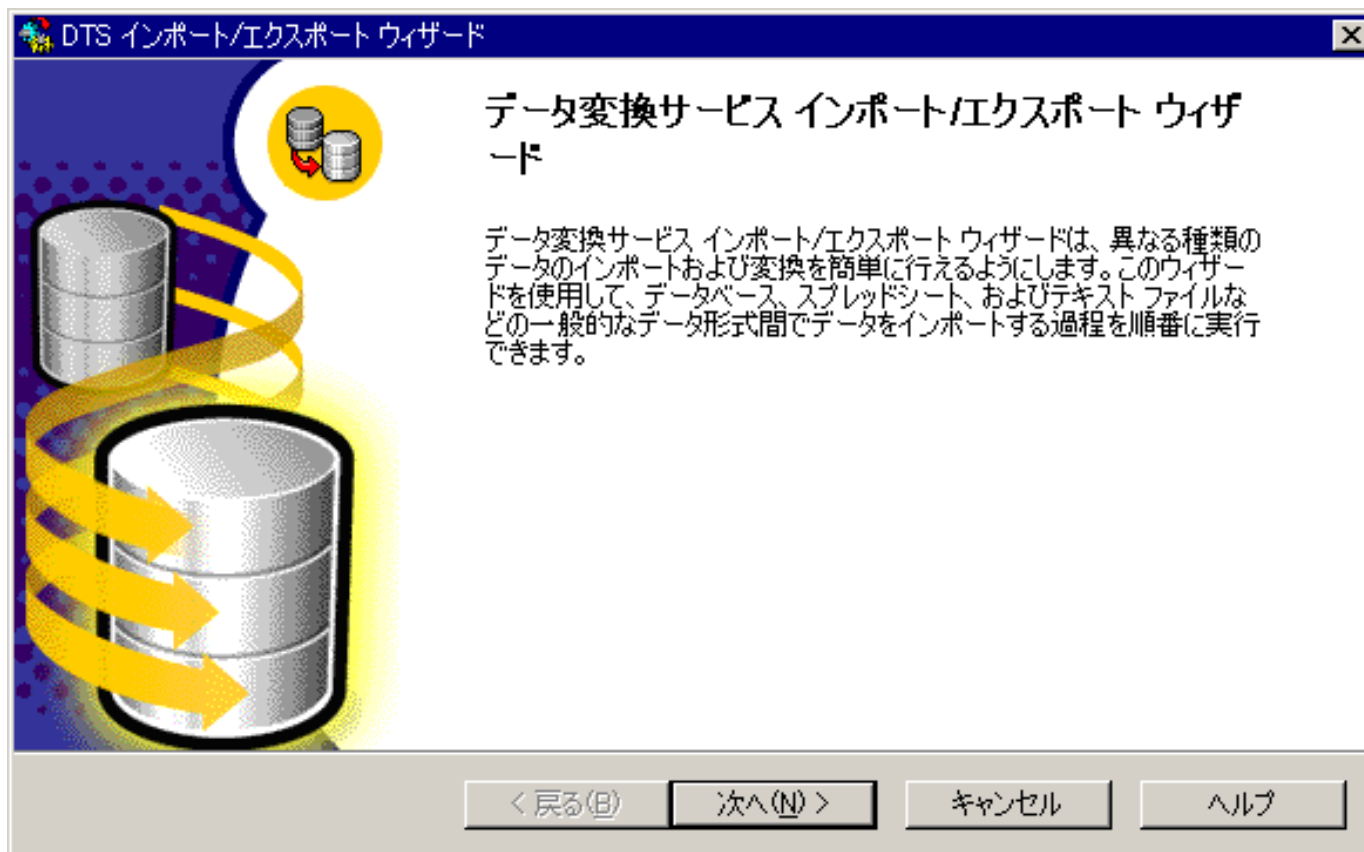 DTS インポート/エクスポート ウィザード
データ変換サービス インポート/エクスポート ウィザ
ード
データ変換サービス インポート/エクスポート ウィザードは、異なる種類の
データのインポートおよび変換を簡単に行えるようにします。このウィザー
ドを使用して、データベース、スプレッドシート、およびテキスト ファイルな
どの一般的なデータ形式間でデータをインポートする過程を順番に実行
できます。
< 戻る(B) 次へ(N) > キャンセル ヘルプ